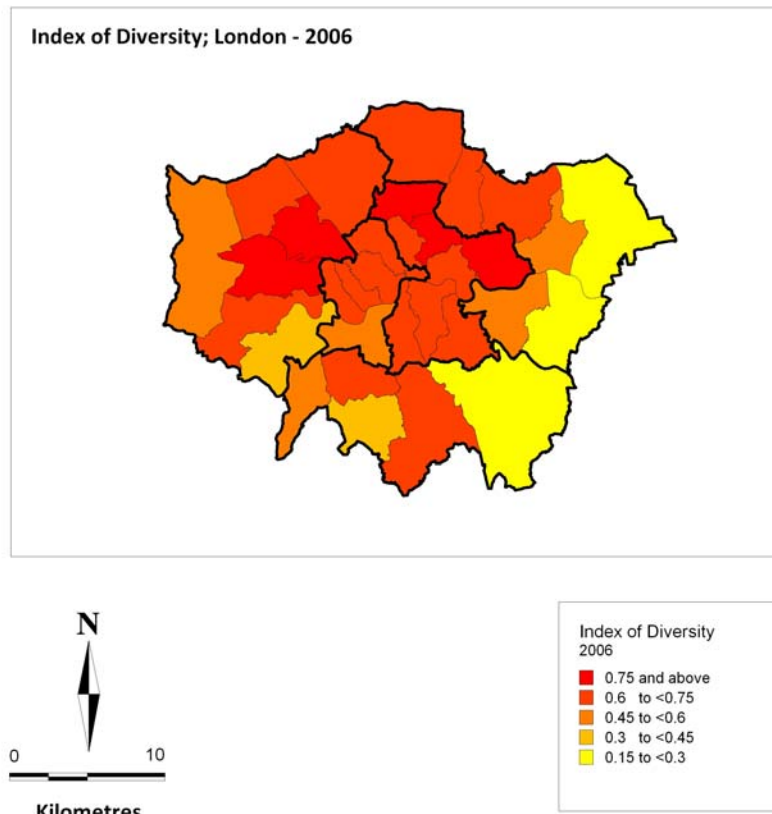 Index of Diversity; London - 2006
N
0 10
Kilometres
Index of Diversity
2006
0.75 and above
0.6 to <0.75
0.45 to <0.6
0.3 to <0.45
0.15 to <0.3